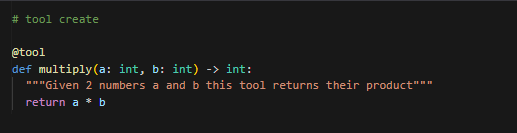 # tool create
@tool
def multiply(a: int, b: int) -> int:
  """Given 2 numbers a and b this tool returns their product"""
  return a * b